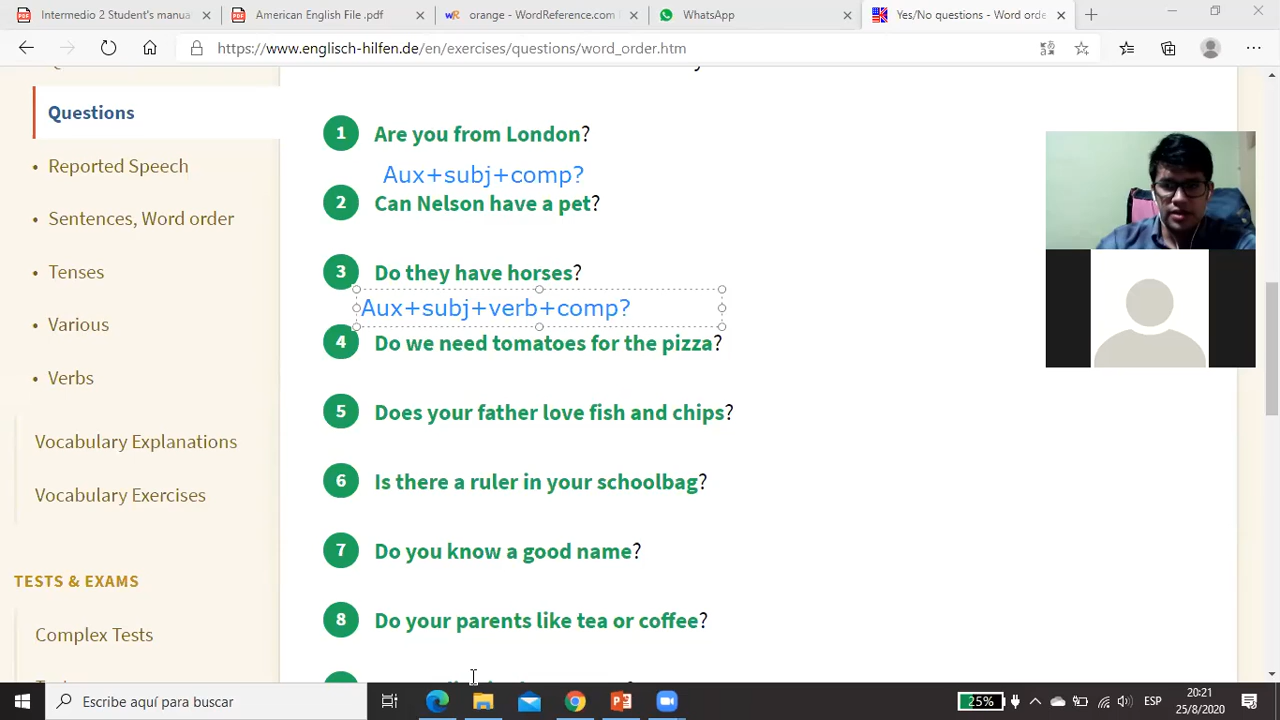 Intermedio 2 Student's manua
American English File .pdf
orange - WordReference.com
WhatsApp
Yes/No questions - Word orde
https://www.englisch-hilfen.de/en/exercises/questions/word_order.htm
Questions
• Reported Speech
• Sentences, Word order
• Tenses
• Various
• Verbs
Vocabulary Explanations
Vocabulary Exercises
TESTS & EXAMS
Complex Tests
1 Are you from London?
Aux+subj+comp?
2 Can Nelson have a pet?
3 Do they have horses?
Aux+subj+verb+comp?
4 Do we need tomatoes for the pizza?
5 Does your father love fish and chips?
6 Is there a ruler in your schoolbag?
7 Do you know a good name?
8 Do your parents like tea or coffee?
Escribe aquí para buscar
25%
ESP
20:21
25/8/2020